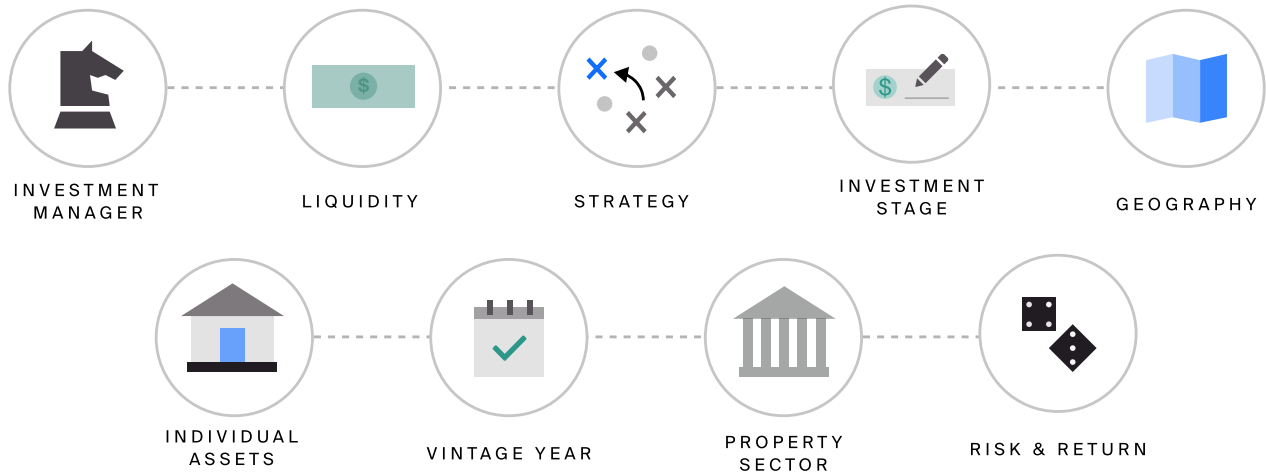 $
$
INVESTMENT
MANAGER
LIQUIDITY
STRATEGY
INVESTMENT
STAGE
GEOGRAPHY
INDIVIDUAL
ASSETS
VINTAGE YEAR
PROPERTY
SECTOR
RISK & RETURN